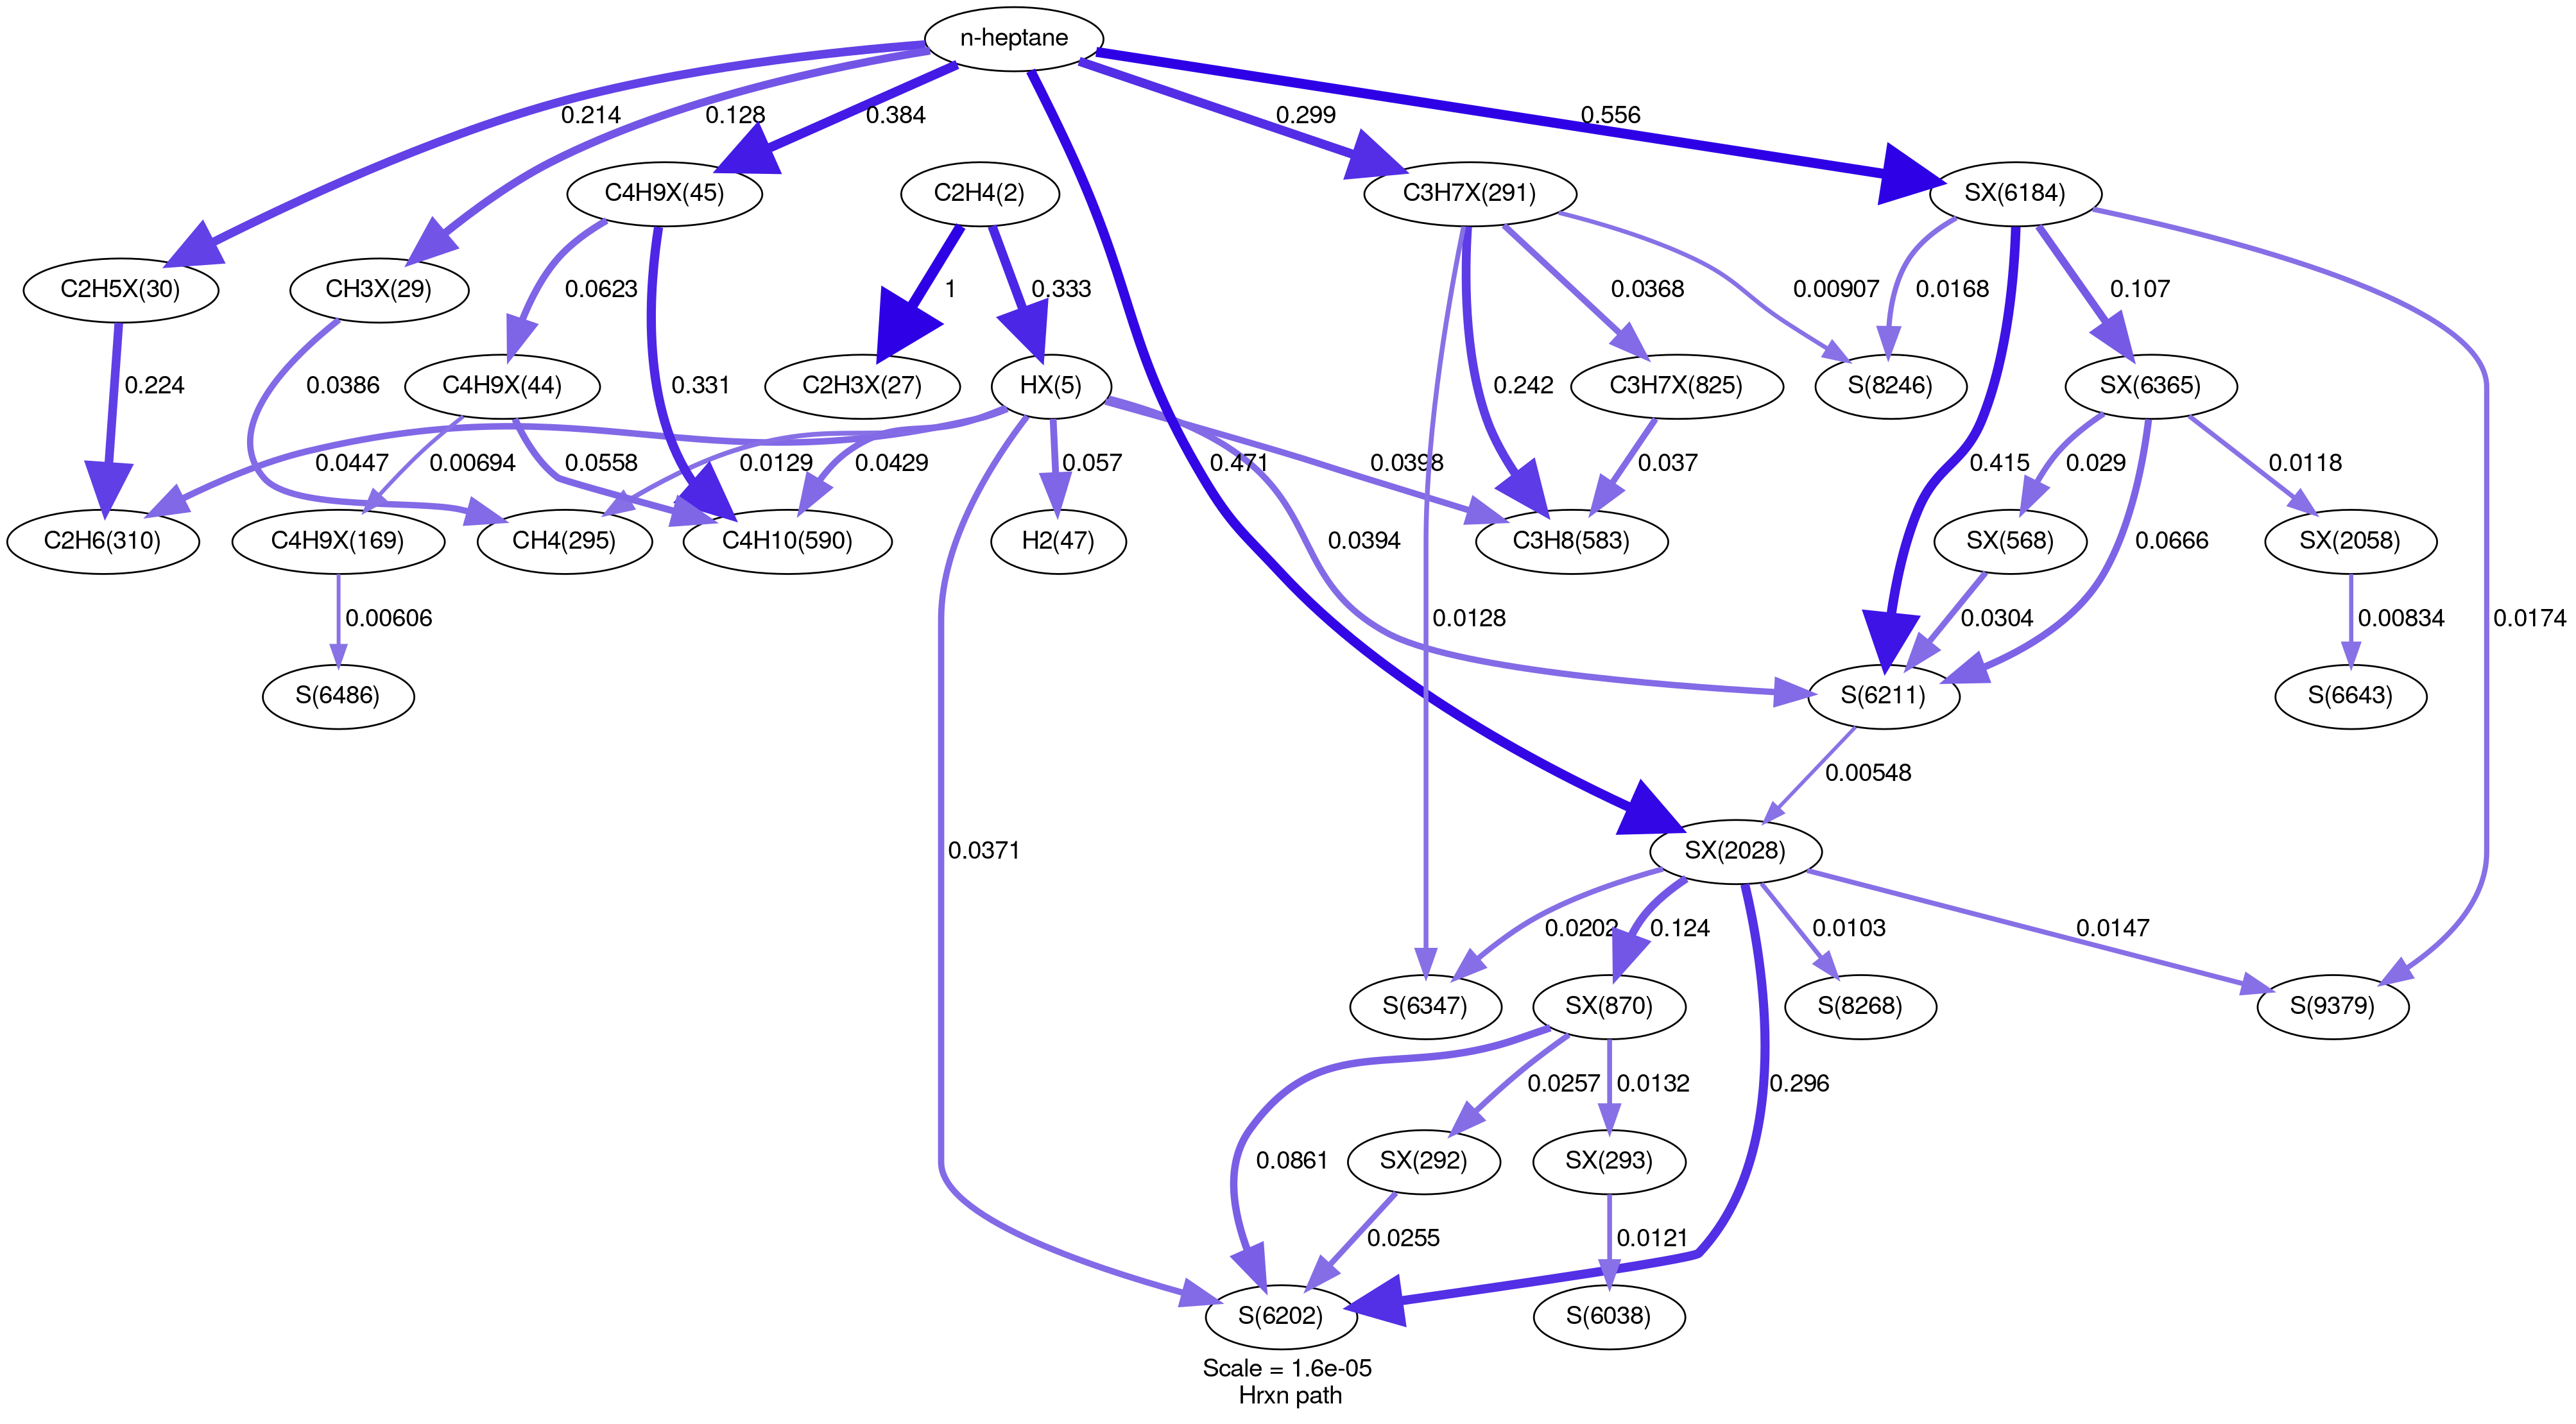 n-heptane
0.214
0.128
0.384
0.299
0.556
C4H9X(45)
C2H4(2)
C3H7X(291)
SX(6184)
C2H5X(30)
CH3X(29)
0.0623
1
0.333
0.0368
0.00907
0.0168
0.107
0.224
0.0386
C4H9X(44)
0.331
C2H3X(27)
HX(5)
0.242
C3H7X(825)
S(8246)
SX(6365)
0.0447
0.00694
0.0558
0.0129
0.0429
0.057
0.471
0.0398
0.037
0.415
0.029
0.0118
C2H6(310)
C4H9X(169)
CH4(295)
C4H10(590)
H2(47)
0.0394
C3H8(583)
SX(568)
0.0666
SX(2058)
0.00606
0.0128
0.0304
0.00834
0.0174
S(6486)
S(6211)
S(6643)
0.00548
0.0371
SX(2028)
0.0202
0.124
0.0103
0.0147
S(6347)
SX(870)
S(8268)
S(9379)
0.0257
0.0132
0.296
0.0861
SX(292)
SX(293)
0.0255
0.0121
S(6202)
S(6038)
Scale = 1.6e-05
Hrxn path